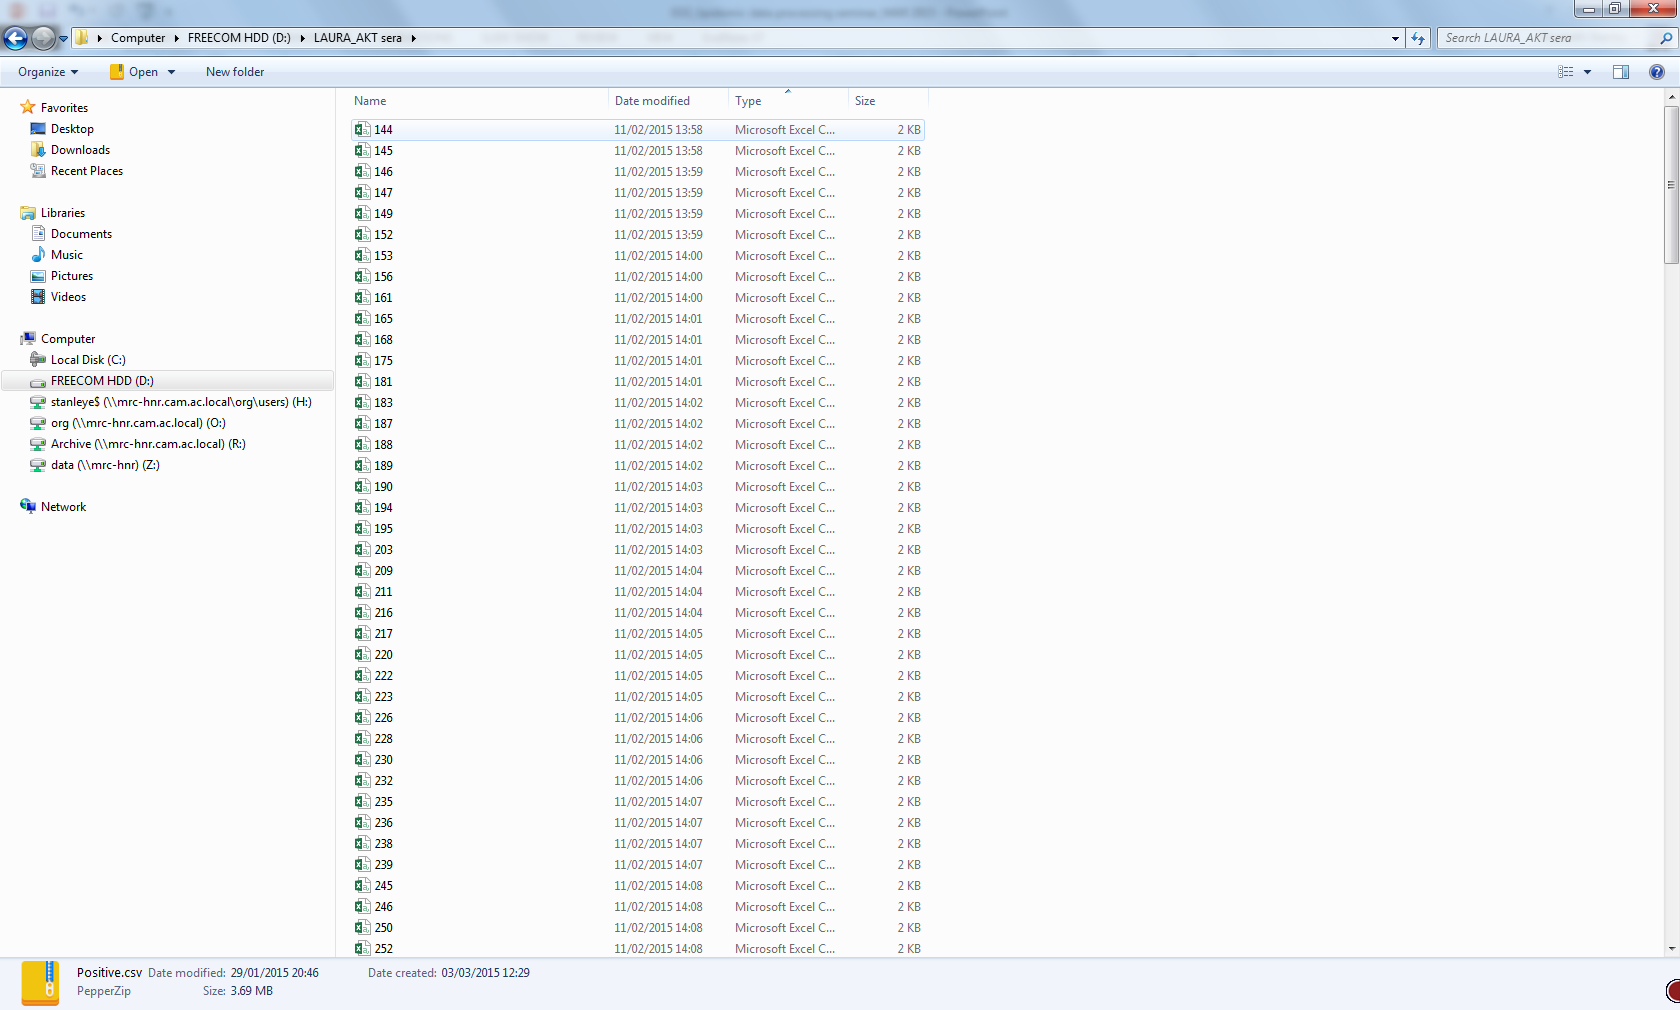 Computer FREECOM HDD (D:) LAURA_AKT sera Search LAURA_AKT sera
Organize Open New folder
Favorites
Desktop
Downloads
Recent Places
Libraries
Documents
Music
Pictures
Videos
Computer
Local Disk (C:)
FREECOM HDD (D:)
stanleye$ (\\mrc-hnr.cam.ac.local\org\users) (H:)
org (\\mrc-hnr.cam.ac.local) (O:)
Archive (\\mrc-hnr.cam.ac.local) (R:)
data (\\mrc-hnr) (Z:)
Network
Name Date modified Type Size
144 11/02/2015 13:58 Microsoft Excel C... 2 KB
145 11/02/2015 13:58 Microsoft Excel C... 2 KB
146 11/02/2015 13:59 Microsoft Excel C... 2 KB
147 11/02/2015 13:59 Microsoft Excel C... 2 KB
149 11/02/2015 13:59 Microsoft Excel C... 2 KB
152 11/02/2015 13:59 Microsoft Excel C... 2 KB
153 11/02/2015 14:00 Microsoft Excel C... 2 KB
156 11/02/2015 14:00 Microsoft Excel C... 2 KB
161 11/02/2015 14:00 Microsoft Excel C... 2 KB
165 11/02/2015 14:01 Microsoft Excel C... 2 KB
168 11/02/2015 14:01 Microsoft Excel C... 2 KB
175 11/02/2015 14:01 Microsoft Excel C... 2 KB
181 11/02/2015 14:01 Microsoft Excel C... 2 KB
183 11/02/2015 14:02 Microsoft Excel C... 2 KB
187 11/02/2015 14:02 Microsoft Excel C... 2 KB
188 11/02/2015 14:02 Microsoft Excel C... 2 KB
189 11/02/2015 14:02 Microsoft Excel C... 2 KB
190 11/02/2015 14:03 Microsoft Excel C... 2 KB
194 11/02/2015 14:03 Microsoft Excel C... 2 KB
195 11/02/2015 14:03 Microsoft Excel C... 2 KB
203 11/02/2015 14:03 Microsoft Excel C... 2 KB
209 11/02/2015 14:04 Microsoft Excel C... 2 KB
211 11/02/2015 14:04 Microsoft Excel C... 2 KB
216 11/02/2015 14:04 Microsoft Excel C... 2 KB
217 11/02/2015 14:05 Microsoft Excel C... 2 KB
220 11/02/2015 14:05 Microsoft Excel C... 2 KB
222 11/02/2015 14:05 Microsoft Excel C... 2 KB
223 11/02/2015 14:05 Microsoft Excel C... 2 KB
226 11/02/2015 14:06 Microsoft Excel C... 2 KB
228 11/02/2015 14:06 Microsoft Excel C... 2 KB
230 11/02/2015 14:06 Microsoft Excel C... 2 KB
232 11/02/2015 14:06 Microsoft Excel C... 2 KB
235 11/02/2015 14:07 Microsoft Excel C... 2 KB
236 11/02/2015 14:07 Microsoft Excel C... 2 KB
238 11/02/2015 14:07 Microsoft Excel C... 2 KB
239 11/02/2015 14:07 Microsoft Excel C... 2 KB
245 11/02/2015 14:08 Microsoft Excel C... 2 KB
246 11/02/2015 14:08 Microsoft Excel C... 2 KB
250 11/02/2015 14:08 Microsoft Excel C... 2 KB
252 11/02/2015 14:08 Microsoft Excel C... 2 KB
Positive.csv Date modified: 29/01/2015 20:46 Date created: 03/03/2015 12:29
PepperZip Size: 3.69 MB